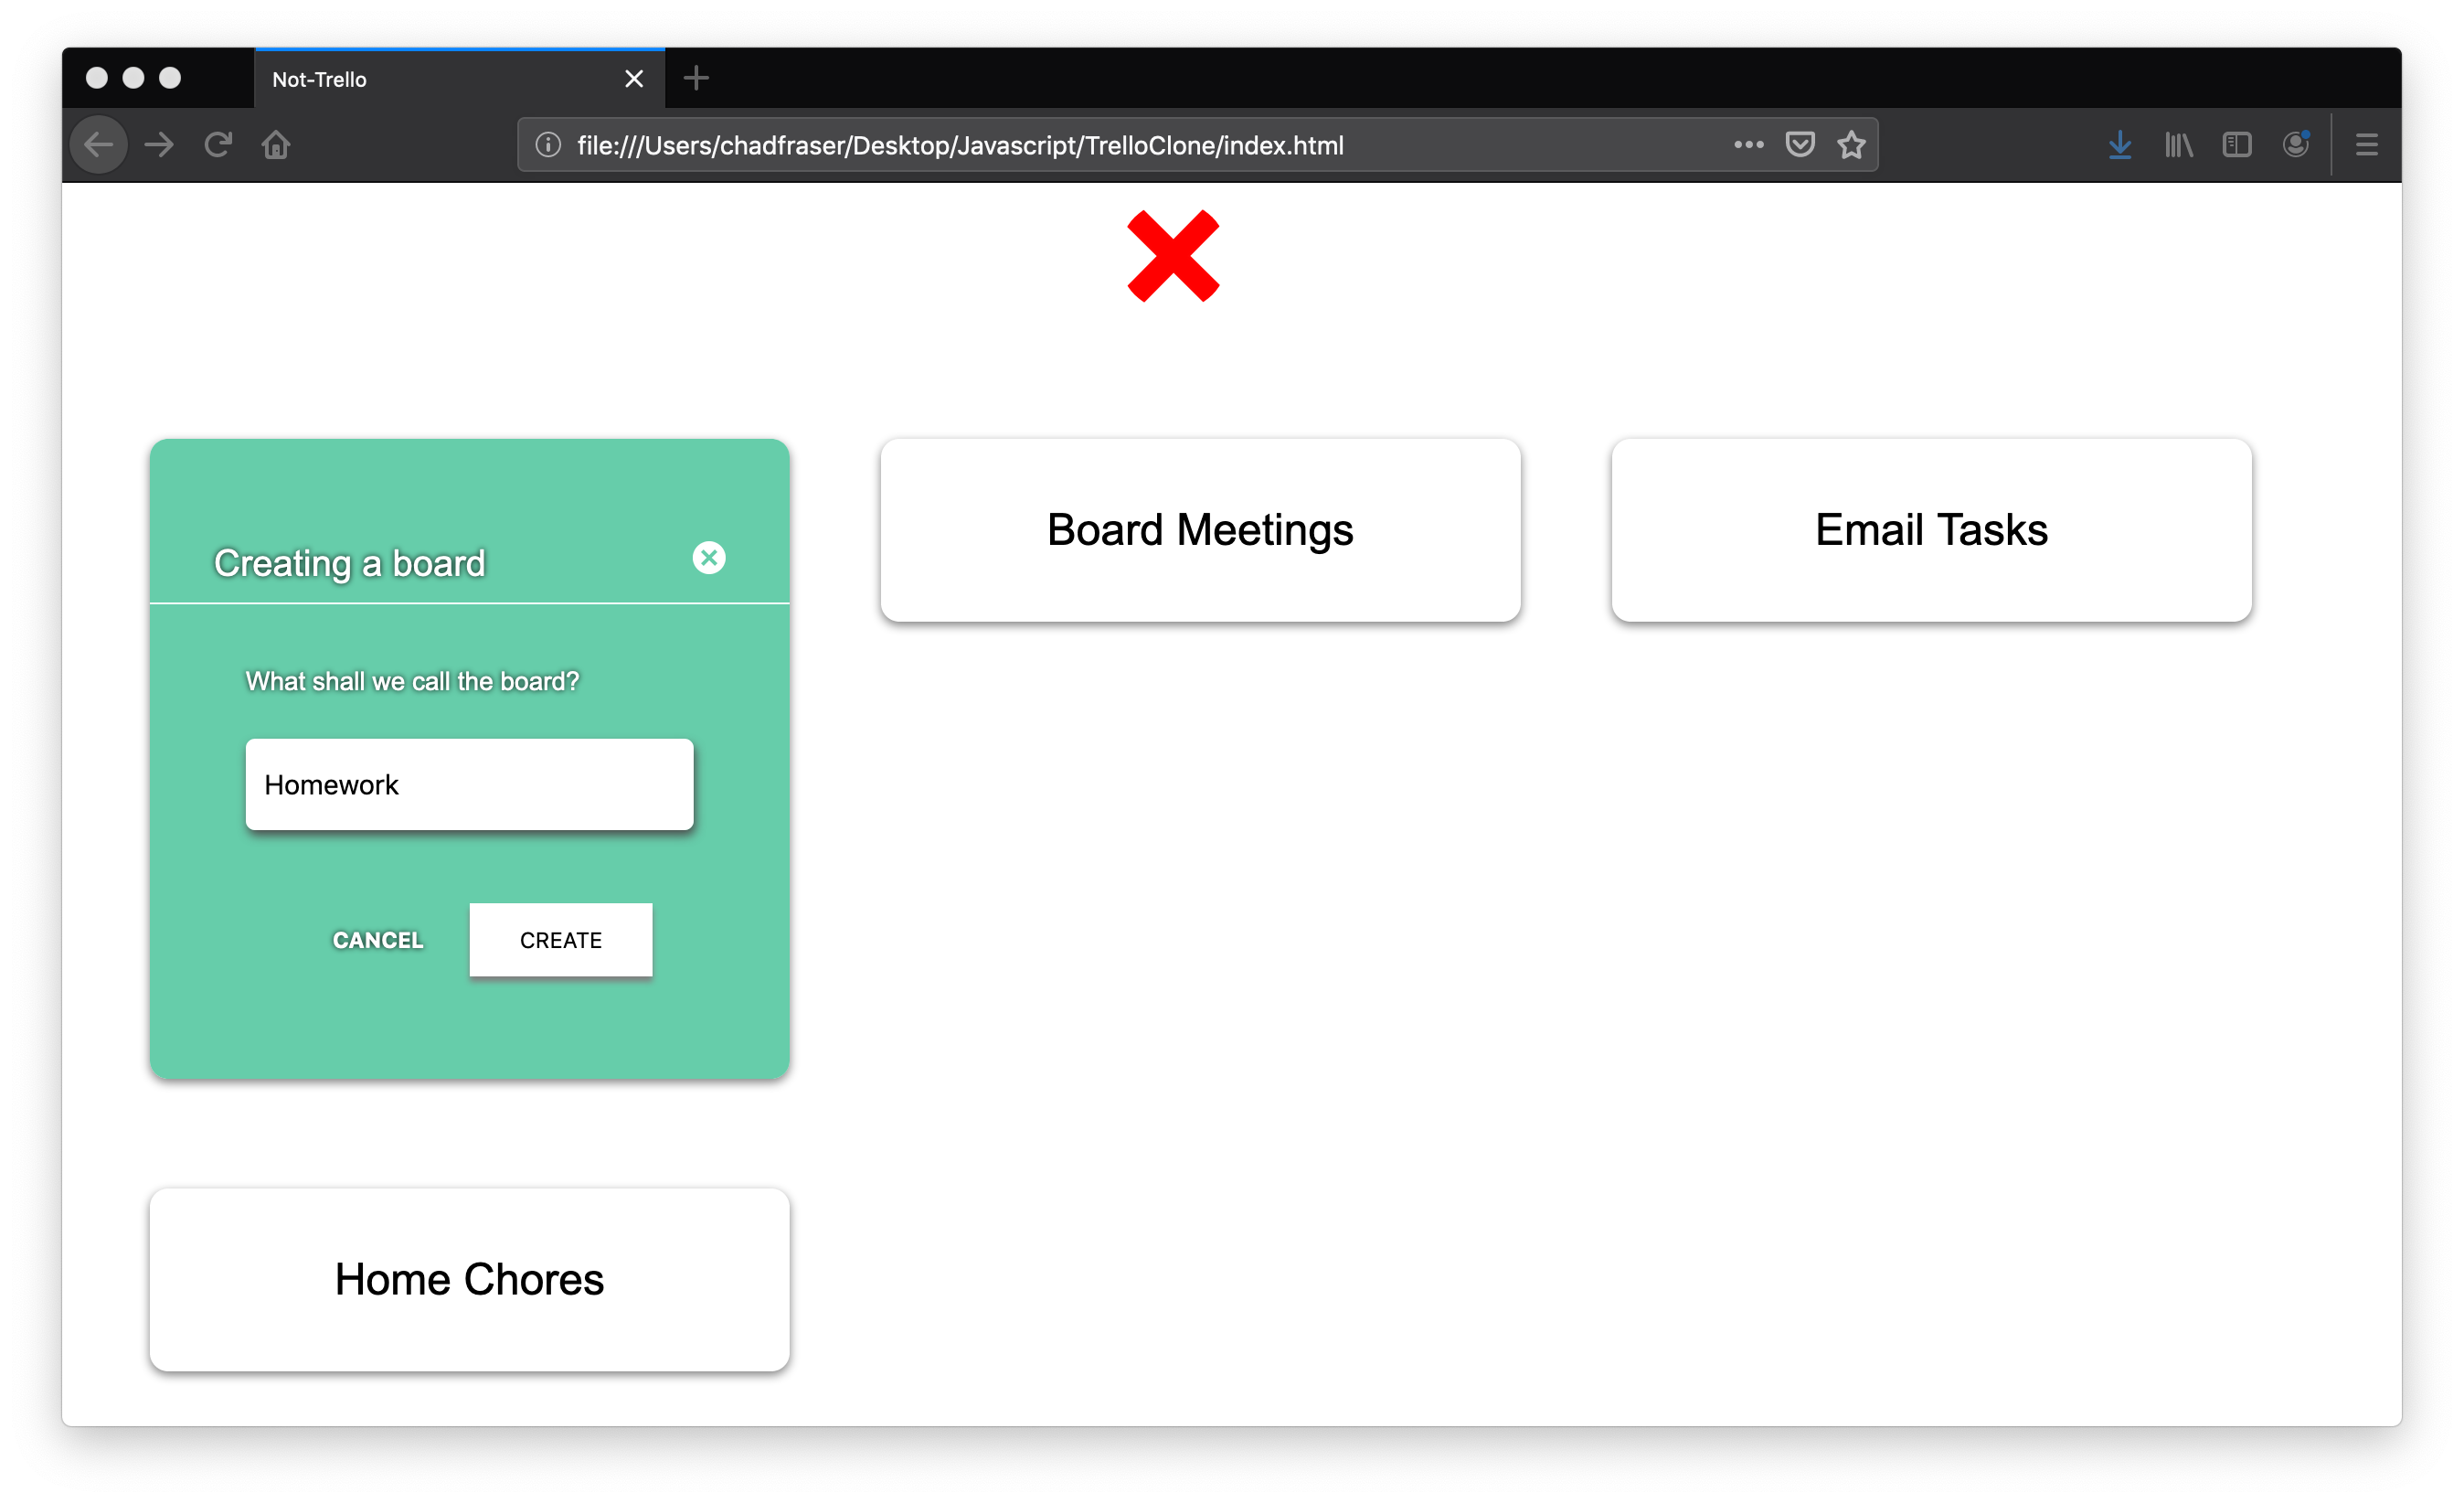 Not-Trello
file:///Users/chadfraser/Desktop/Javascript/TrelloClone/index.html
Creating a board
What shall we call the board?
Homework
CANCEL
CREATE
Board Meetings
Email Tasks
Home Chores